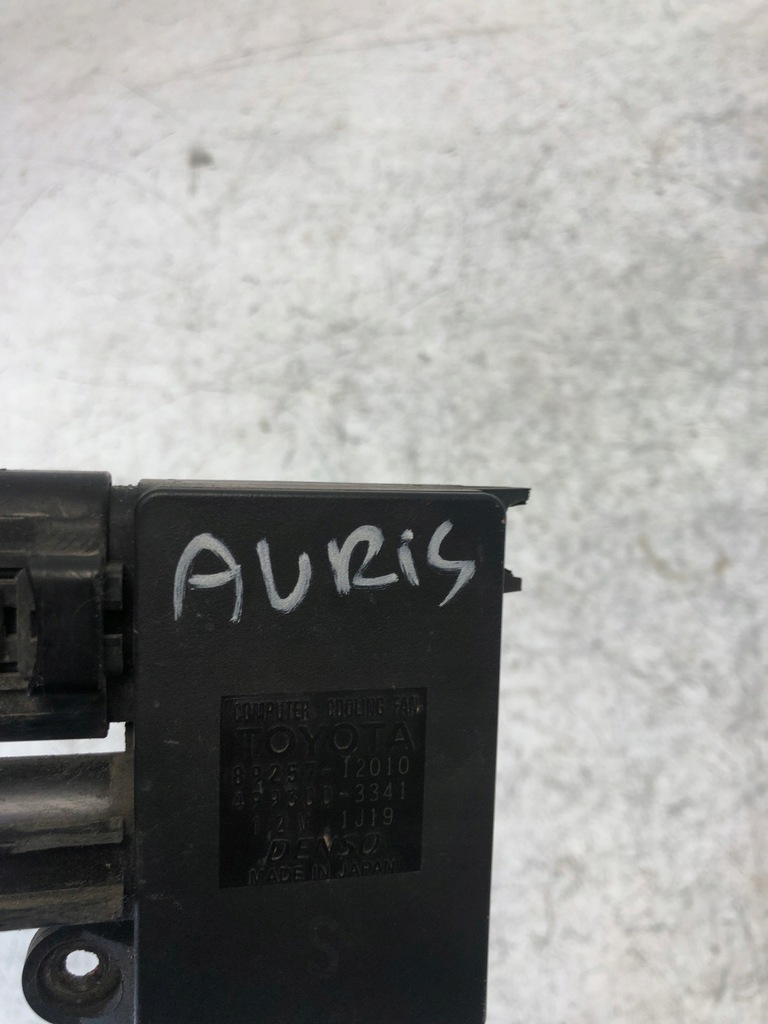 AURiS
COMPUTER COOLING FAN
TOYOTA
89257-12010
499300-3341
12V 1J19
DENSO
MADE IN JAPAN
S